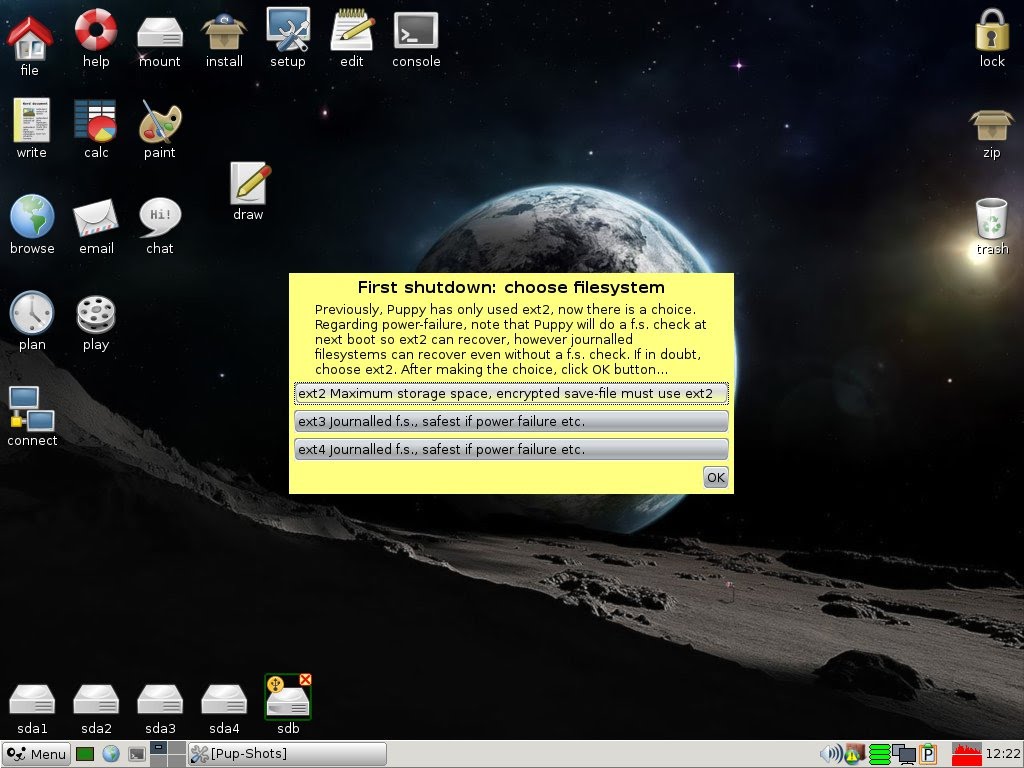 file
help
mount
install
setup
edit
console
lock
write
calc
paint
zip
draw
browse
email
Hi!
chat
trash
plan
play
connect
First shutdown: choose filesystem
Previously, Puppy has only used ext2, now there is a choice.
Regarding power-failure, note that Puppy will do a f.s. check at
next boot so ext2 can recover, however journalled
filesystems can recover even without a f.s. check. If in doubt,
choose ext2. After making the choice, click OK button...
ext2 Maximum storage space, encrypted save-file must use ext2
ext3 Journalled f.s., safest if power failure etc.
ext4 Journalled f.s., safest if power failure etc.
OK
sda1
sda2
sda3
sda4
sdb
Menu
[Pup-Shots]
P
12:22